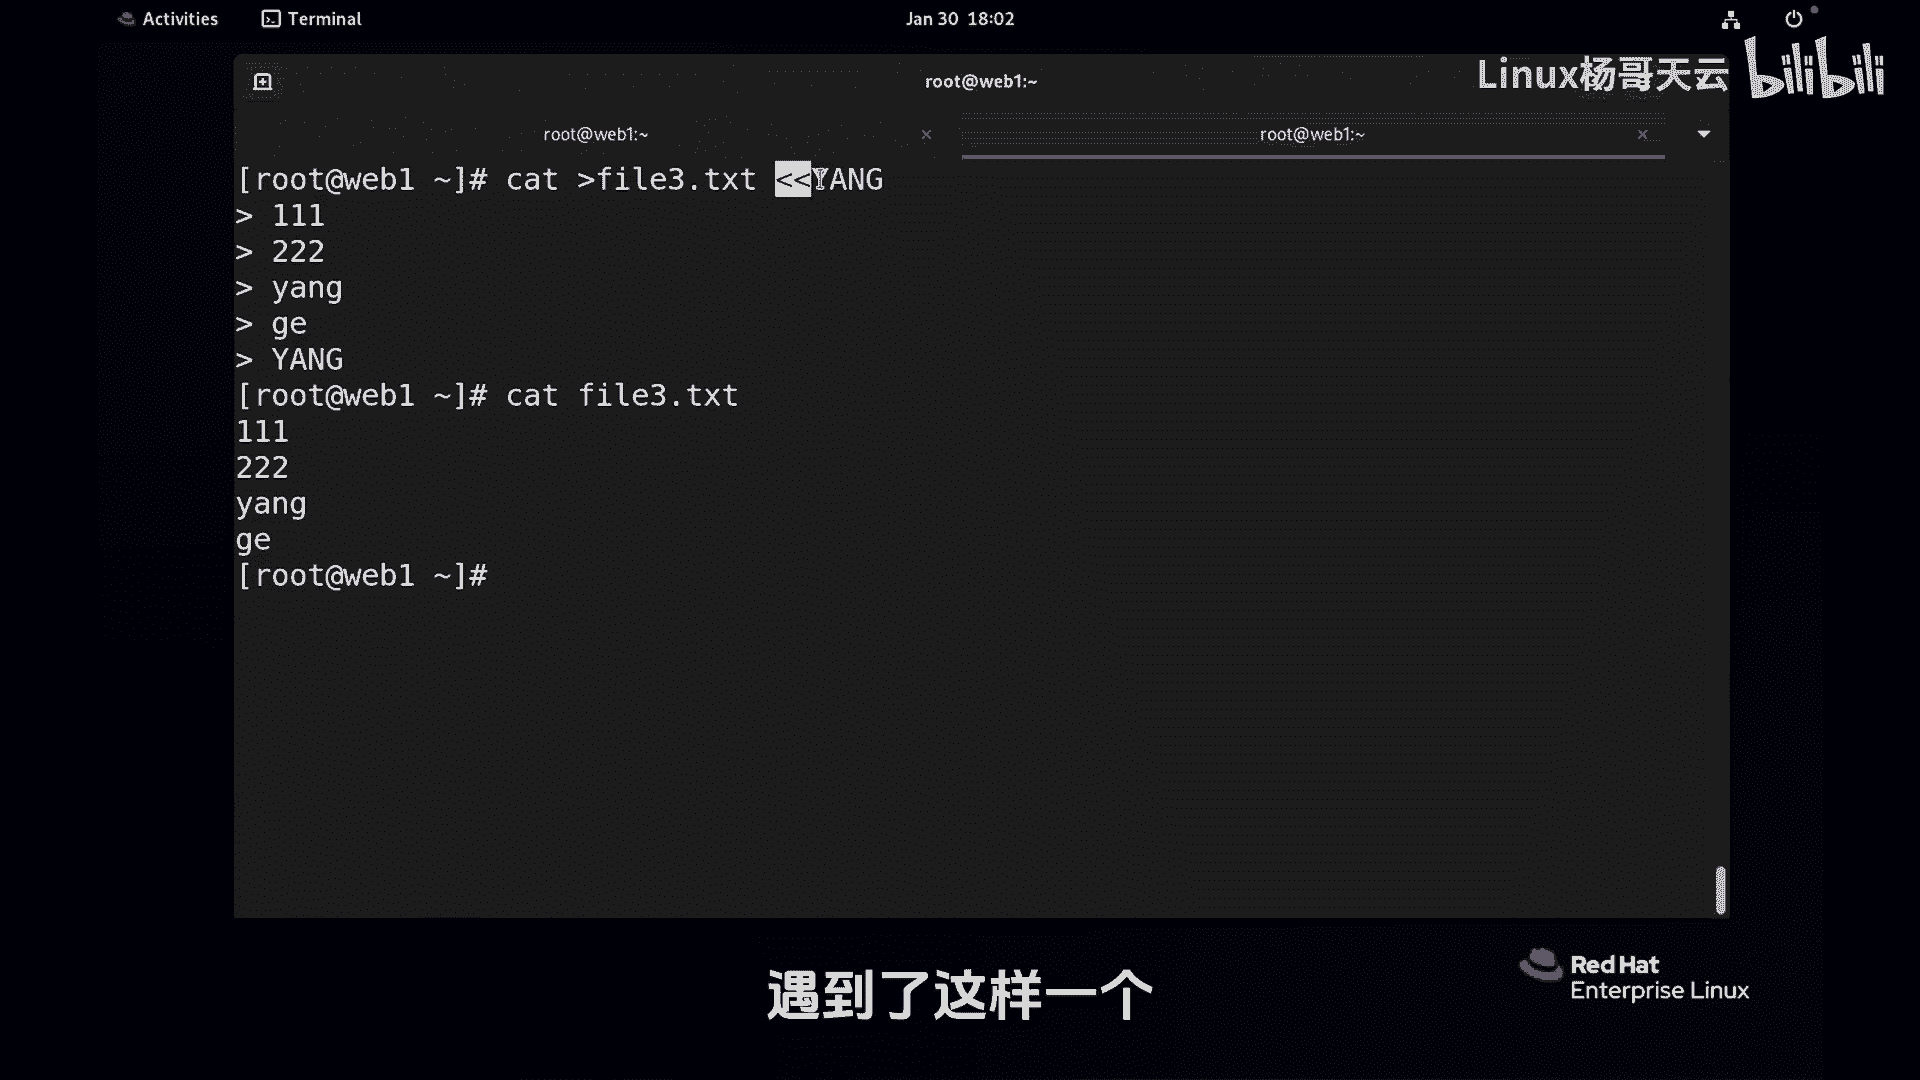 Activities Terminal Jan 30 18:02
root@web1:~
Linux杨哥天云 bilibili
root@web1:~ root@web1:~
[root@web1 ~]# cat >file3.txt <<YANG
> 111
> 222
> yang
> ge
> YANG
[root@web1 ~]# cat file3.txt
111
222
yang
ge
[root@web1 ~]#
Red Hat
Enterprise Linux
遇到了这样一个